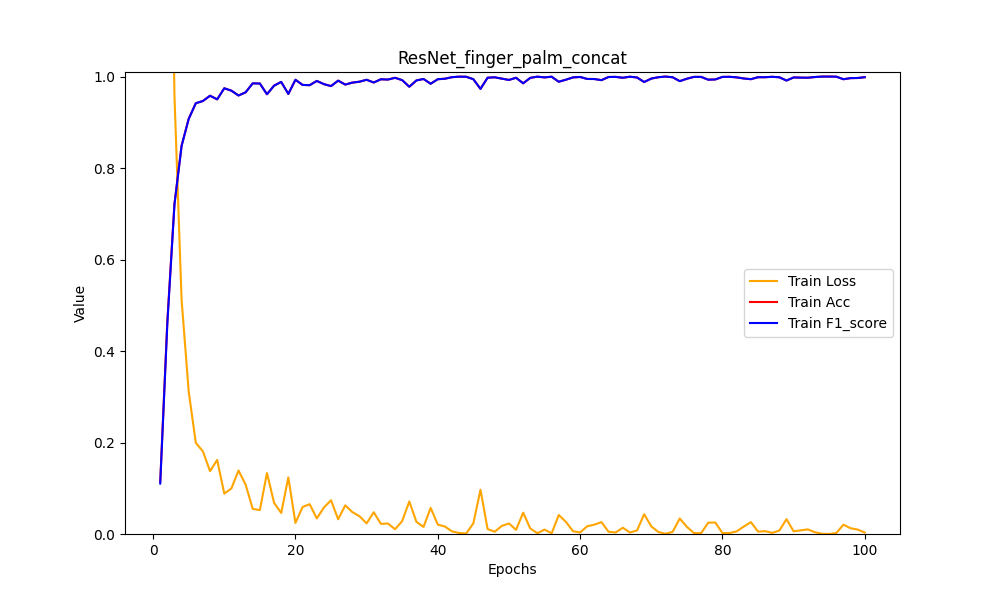 ResNet_finger_palm_concat
1.0
0.8
0.6
0.4
0.2
0.0
Value
Train Loss
Train Acc
Train F1_score
0 20 40 60 80 100
Epochs